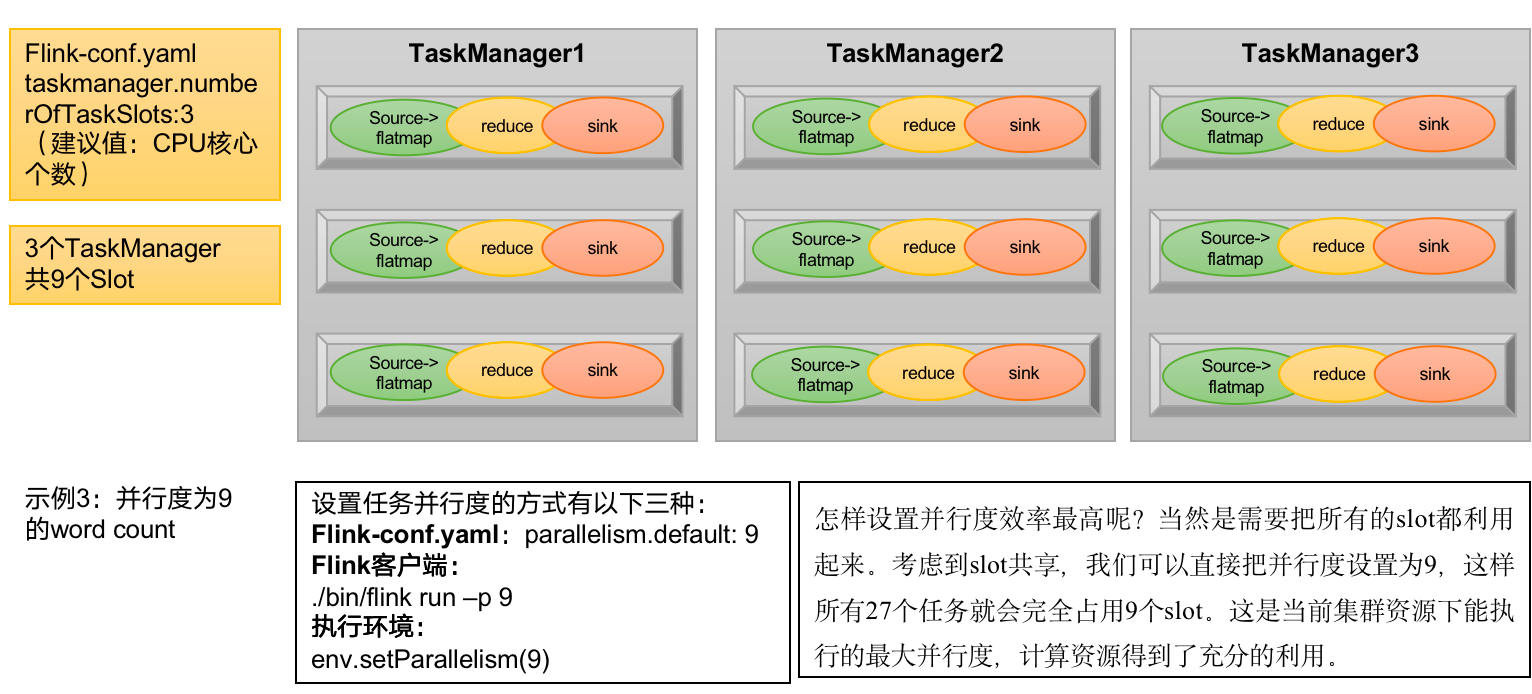 Flink-conf.yaml
taskmanager.numbe
rOfTaskSlots:3
（建议值：CPU核心
个数）
3个TaskManager
共9个Slot
TaskManager1
Source->
flatmap
reduce
sink
Source->
flatmap
reduce
sink
Source->
flatmap
reduce
sink
TaskManager2
Source->
flatmap
reduce
sink
Source->
flatmap
reduce
sink
Source->
flatmap
reduce
sink
TaskManager3
Source->
flatmap
reduce
sink
Source->
flatmap
reduce
sink
Source->
flatmap
reduce
sink
示例3：并行度为9
的word count
设置任务并行度的方式有以下三种：
Flink-conf.yaml：parallelism.default: 9
Flink客户端：
./bin/flink run –p 9
执行环境：
env.setParallelism(9)
怎样设置并行度效率最高呢？当然是需要把所有的slot都利用
起来。考虑到slot共享，我们可以直接把并行度设置为9，这样
所有27个任务就会完全占用9个slot。这是当前集群资源下能执
行的最大并行度，计算资源得到了充分的利用。